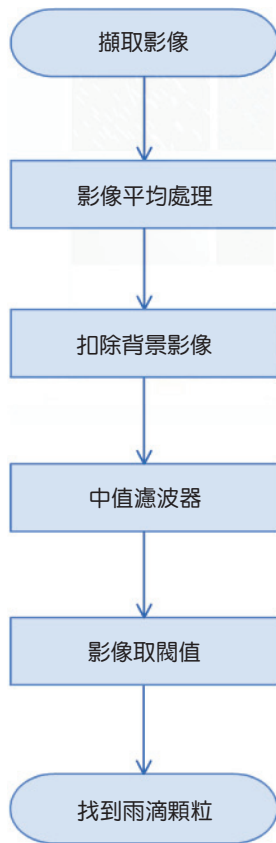 擷取影像
影像平均處理
扣除背景影像
中值濾波器
影像取閥值
找到雨滴顆粒